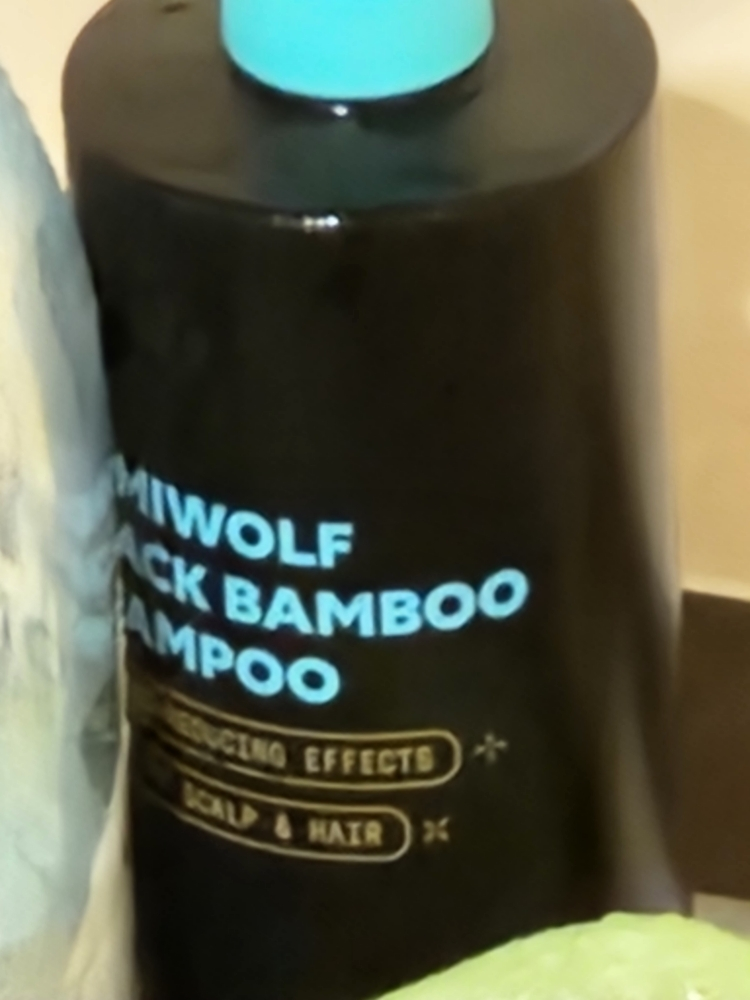 MIWOLF
ACK BAMBOO
AMPOO
REDUCING EFFECTS
SCALP & HAIR